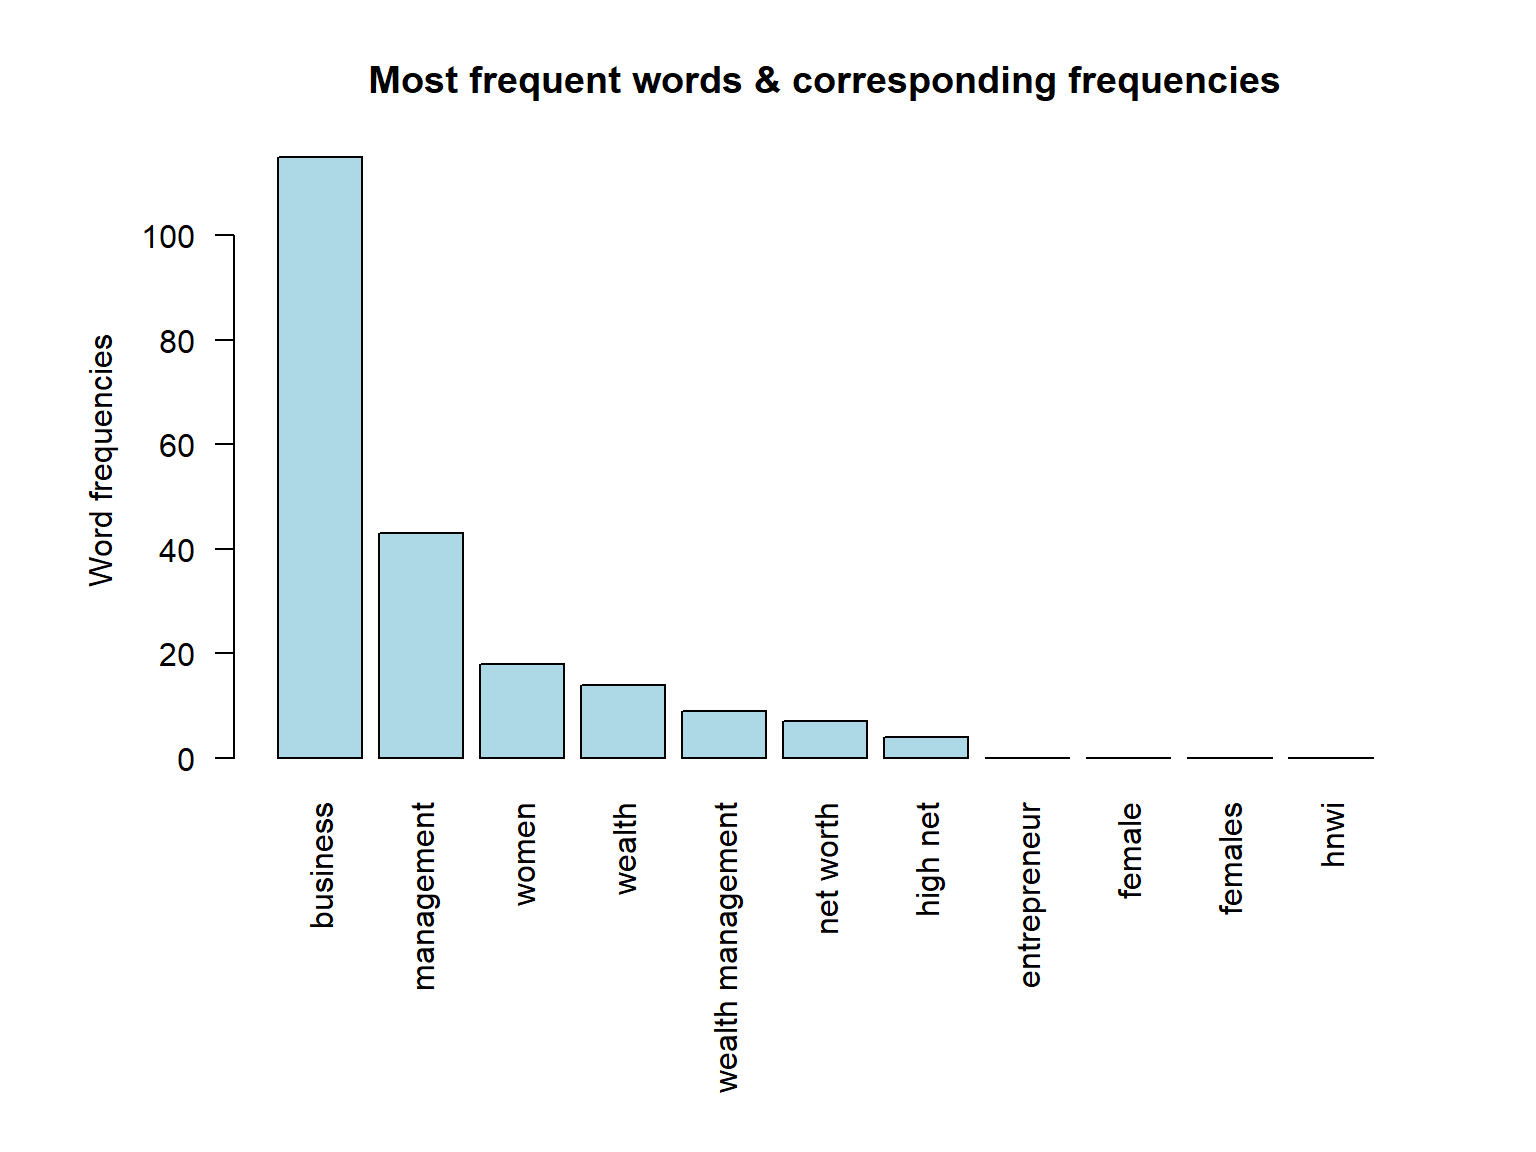 Most frequent words & corresponding frequencies
Word frequencies
100
80
60
40
20
0
business
management
women
wealth
wealth management
net worth
high net
entrepreneur
female
females
hnwi